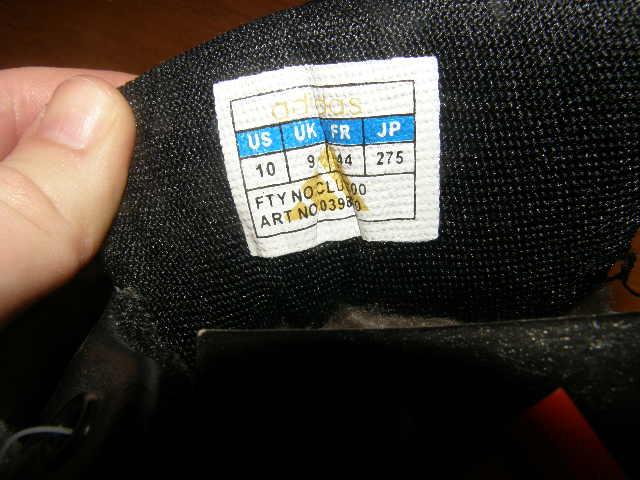 adidas
US UK FR JP
10 9 44 275
FTY NO
ART NO